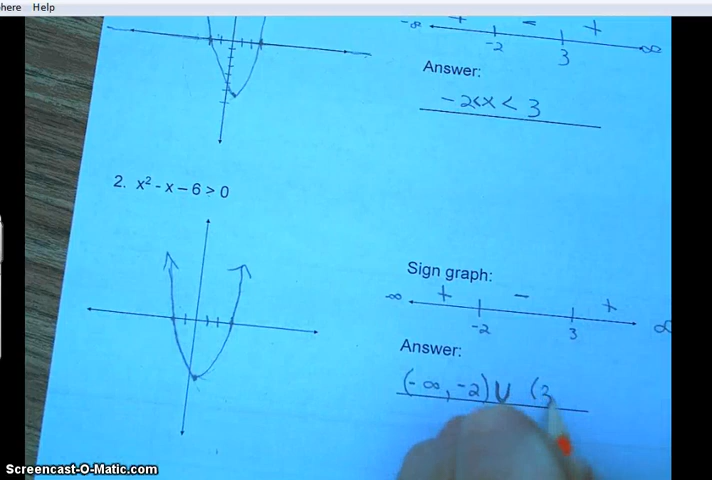 here Help
-∞ + - + ∞
-2 3
Answer:
-2<x<3
2. x² - x – 6 > 0
Sign graph:
-∞ + - + ∞
-2 3
Answer:
(-∞, -2) ∪ (3
Screencast-O-Matic.com